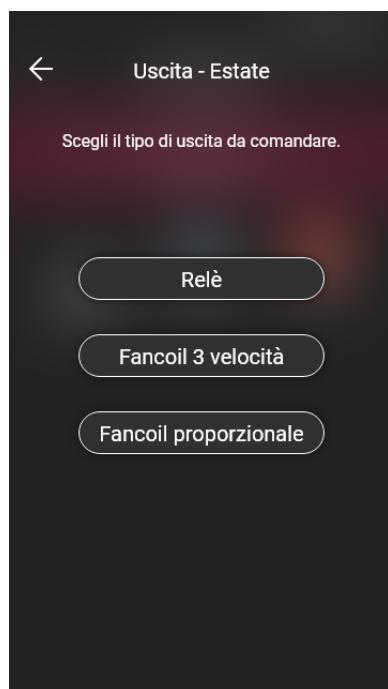 Uscita - Estate
Scegli il tipo di uscita da comandare.
Relè
Fancoil 3 velocità
Fancoil proporzionale